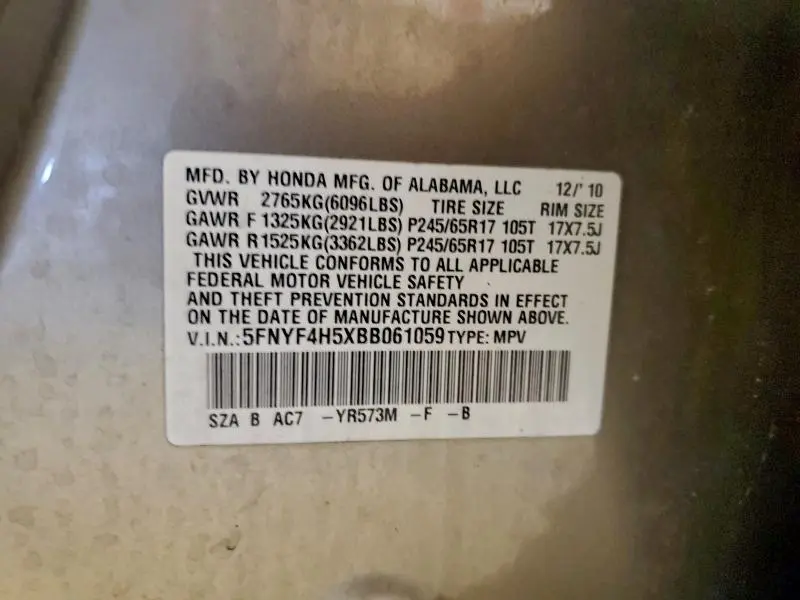 MFD. BY HONDA MFG. OF ALABAMA, LLC 12/'10
GVWR 2765KG(6096LBS) TIRE SIZE RIM SIZE
GAWR F 1325KG(2921LBS) P245/65R17 105T 17X7.5J
GAWR R1525KG(3362LBS) P245/65R17 105T 17X7.5J
THIS VEHICLE CONFORMS TO ALL APPLICABLE
FEDERAL MOTOR VEHICLE SAFETY
AND THEFT PREVENTION STANDARDS IN EFFECT
ON THE DATE OF MANUFACTURE SHOWN ABOVE.
V.I.N.:5FNYF4H5XBB061059 TYPE: MPV
SZA B AC7 -YR573M -F -B